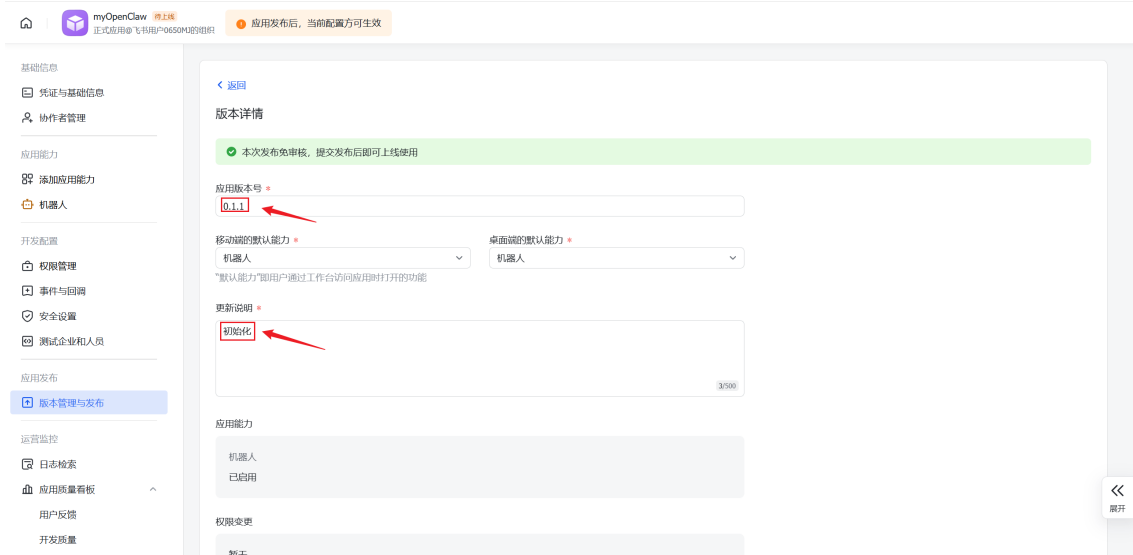 myOpenClaw 待上线
正式应用@飞书用户0650MJ的组织
应用发布后，当前配置方可生效
基础信息
凭证与基础信息
协作者管理
应用能力
添加应用能力
机器人
开发配置
权限管理
事件与回调
安全设置
测试企业和人员
应用发布
版本管理与发布
运营监控
日志检索
应用质量看板
用户反馈
开发质量
返回
版本详情
本次发布免审核，提交发布后即可上线使用
应用版本号 *
0.1.1
移动端的默认能力 * 桌面端的默认能力 *
机器人 机器人
“默认能力”即用户通过工作台访问应用时打开的功能
更新说明 *
初始化
3/500
应用能力
机器人
已启用
权限变更
暂无
展开